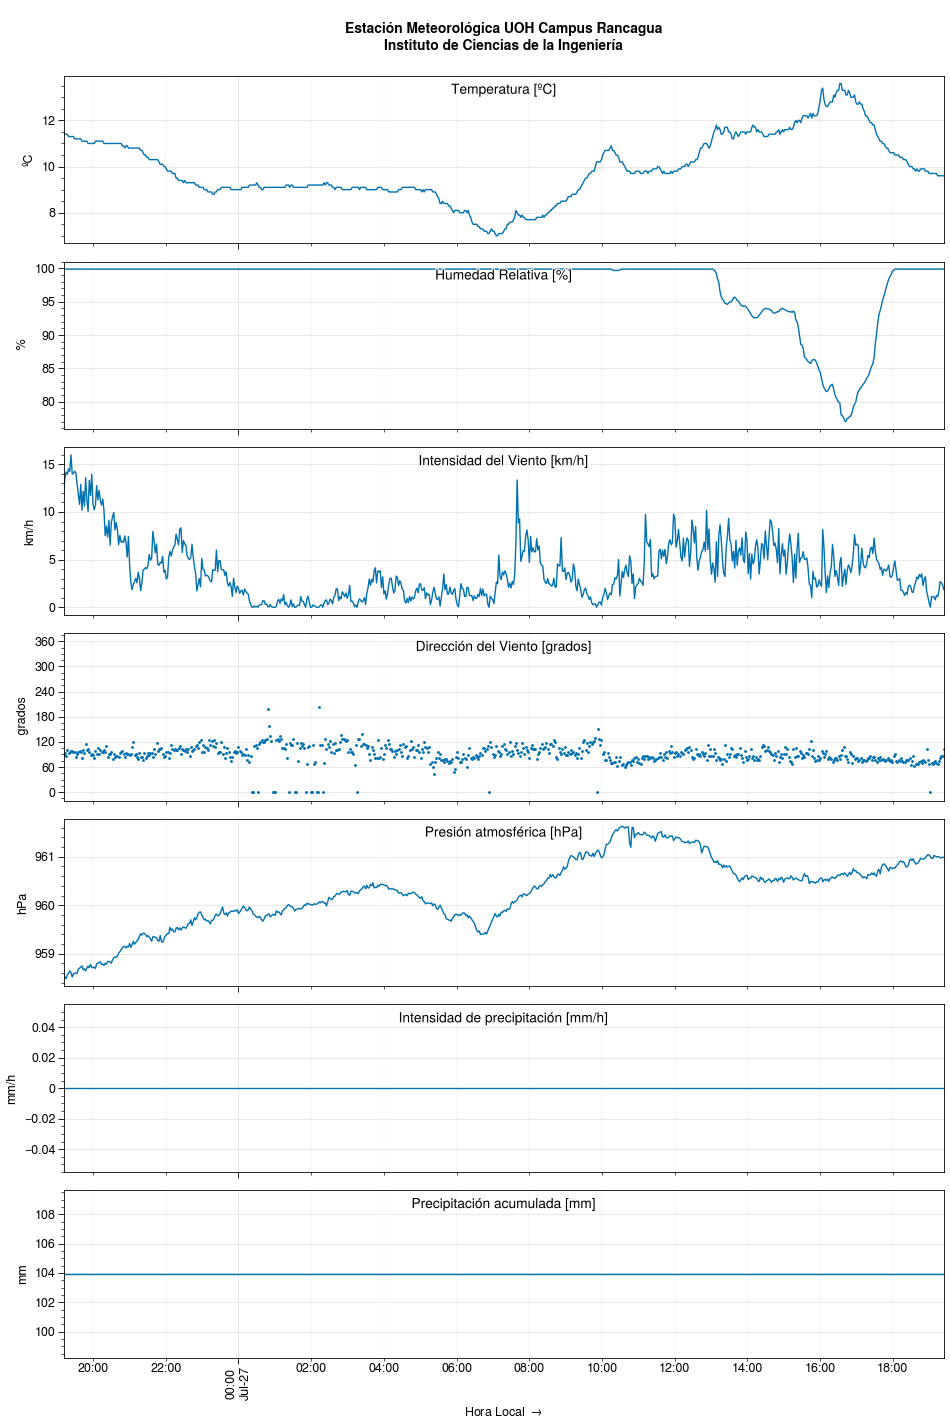 Estación Meteorológica UOH Campus Rancagua
Instituto de Ciencias de la Ingeniería
Temperatura [ºC]
12
10
8
ºC
Humedad Relativa [%]
100
95
90
85
80
%
Intensidad del Viento [km/h]
15
10
5
0
km/h
Dirección del Viento [grados]
360
300
240
180
120
60
0
grados
Presión atmosférica [hPa]
961
960
959
hPa
Intensidad de precipitación [mm/h]
0.04
0.02
0
−0.02
−0.04
mm/h
Precipitación acumulada [mm]
108
106
104
102
100
mm
20:00
22:00
00:00
Jul-27
02:00
04:00
06:00
08:00
10:00
12:00
14:00
16:00
18:00
Hora Local →